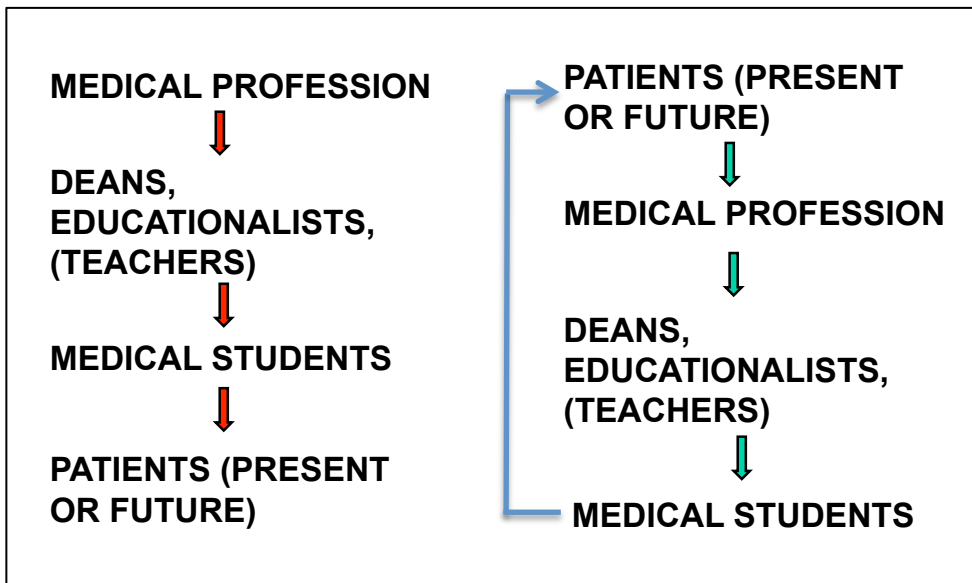 MEDICAL PROFESSION
DEANS,
EDUCATIONALISTS,
(TEACHERS)
MEDICAL STUDENTS
PATIENTS (PRESENT
OR FUTURE)
PATIENTS (PRESENT
OR FUTURE)
MEDICAL PROFESSION
DEANS,
EDUCATIONALISTS,
(TEACHERS)
MEDICAL STUDENTS